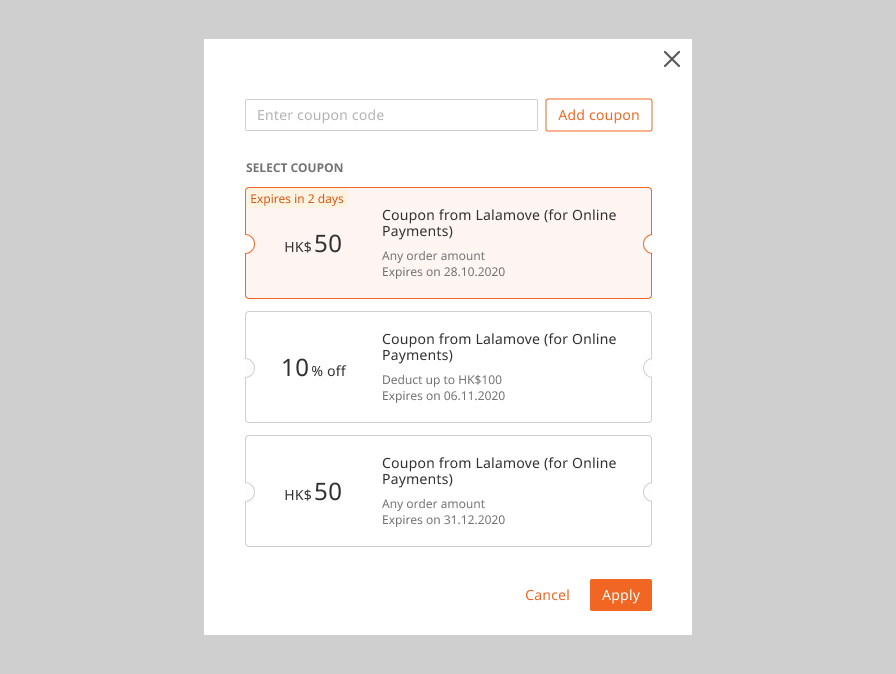 Enter coupon code
Add coupon
SELECT COUPON
Expires in 2 days
HK$50
Coupon from Lalamove (for Online
Payments)
Any order amount
Expires on 28.10.2020
10% off
Coupon from Lalamove (for Online
Payments)
Deduct up to HK$100
Expires on 06.11.2020
HK$50
Coupon from Lalamove (for Online
Payments)
Any order amount
Expires on 31.12.2020
Cancel
Apply